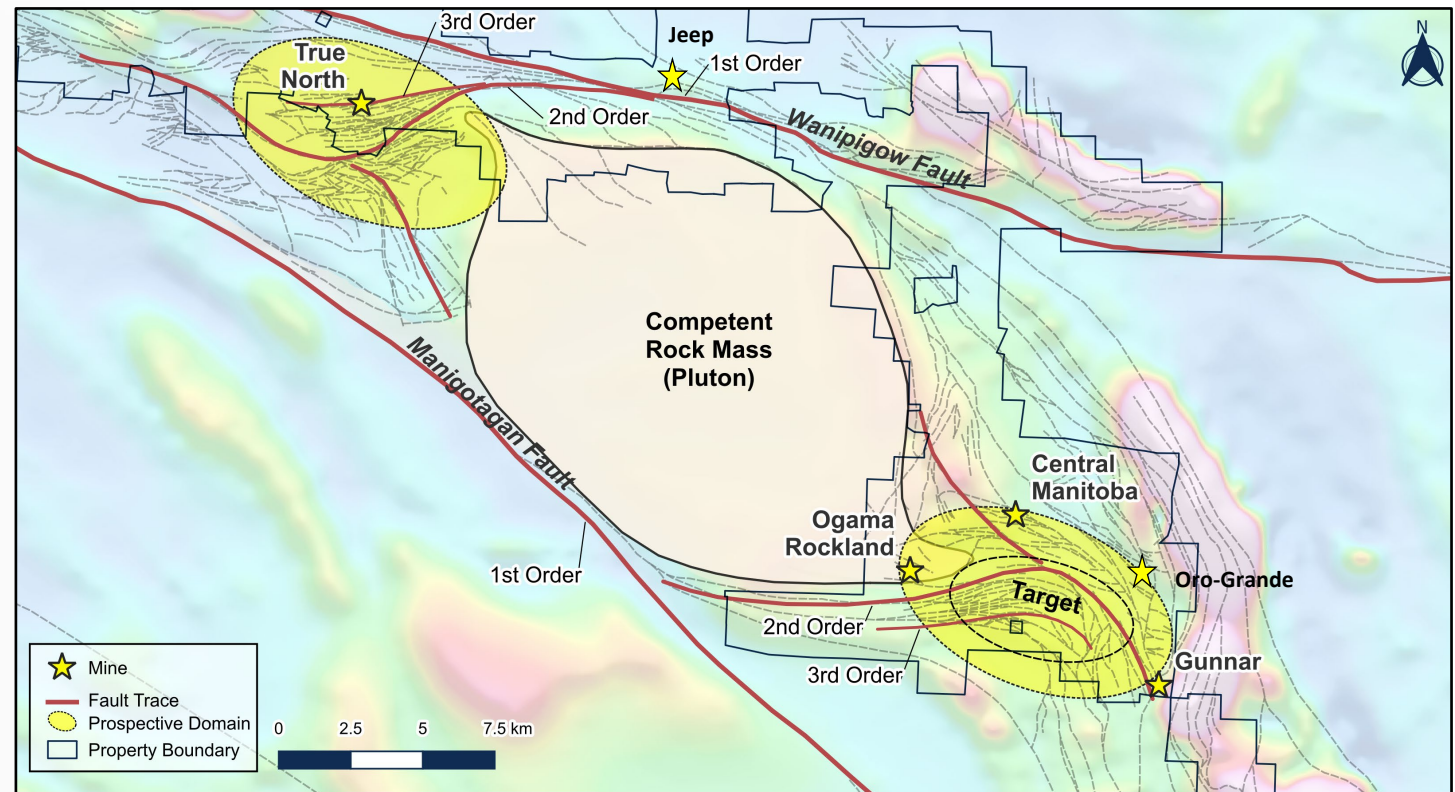 3rd Order
N
True
North
Jeep
1st Order
2nd Order
Wanipigow Fault
Competent
Rock Mass
(Pluton)
Manigotagan Fault
Central
Manitoba
Ogama
Rockland
1st Order
Oro-Grande
Target
2nd Order
3rd Order
Gunnar
Mine
Fault Trace
Prospective Domain
Property Boundary
0 2.5 5 7.5 km